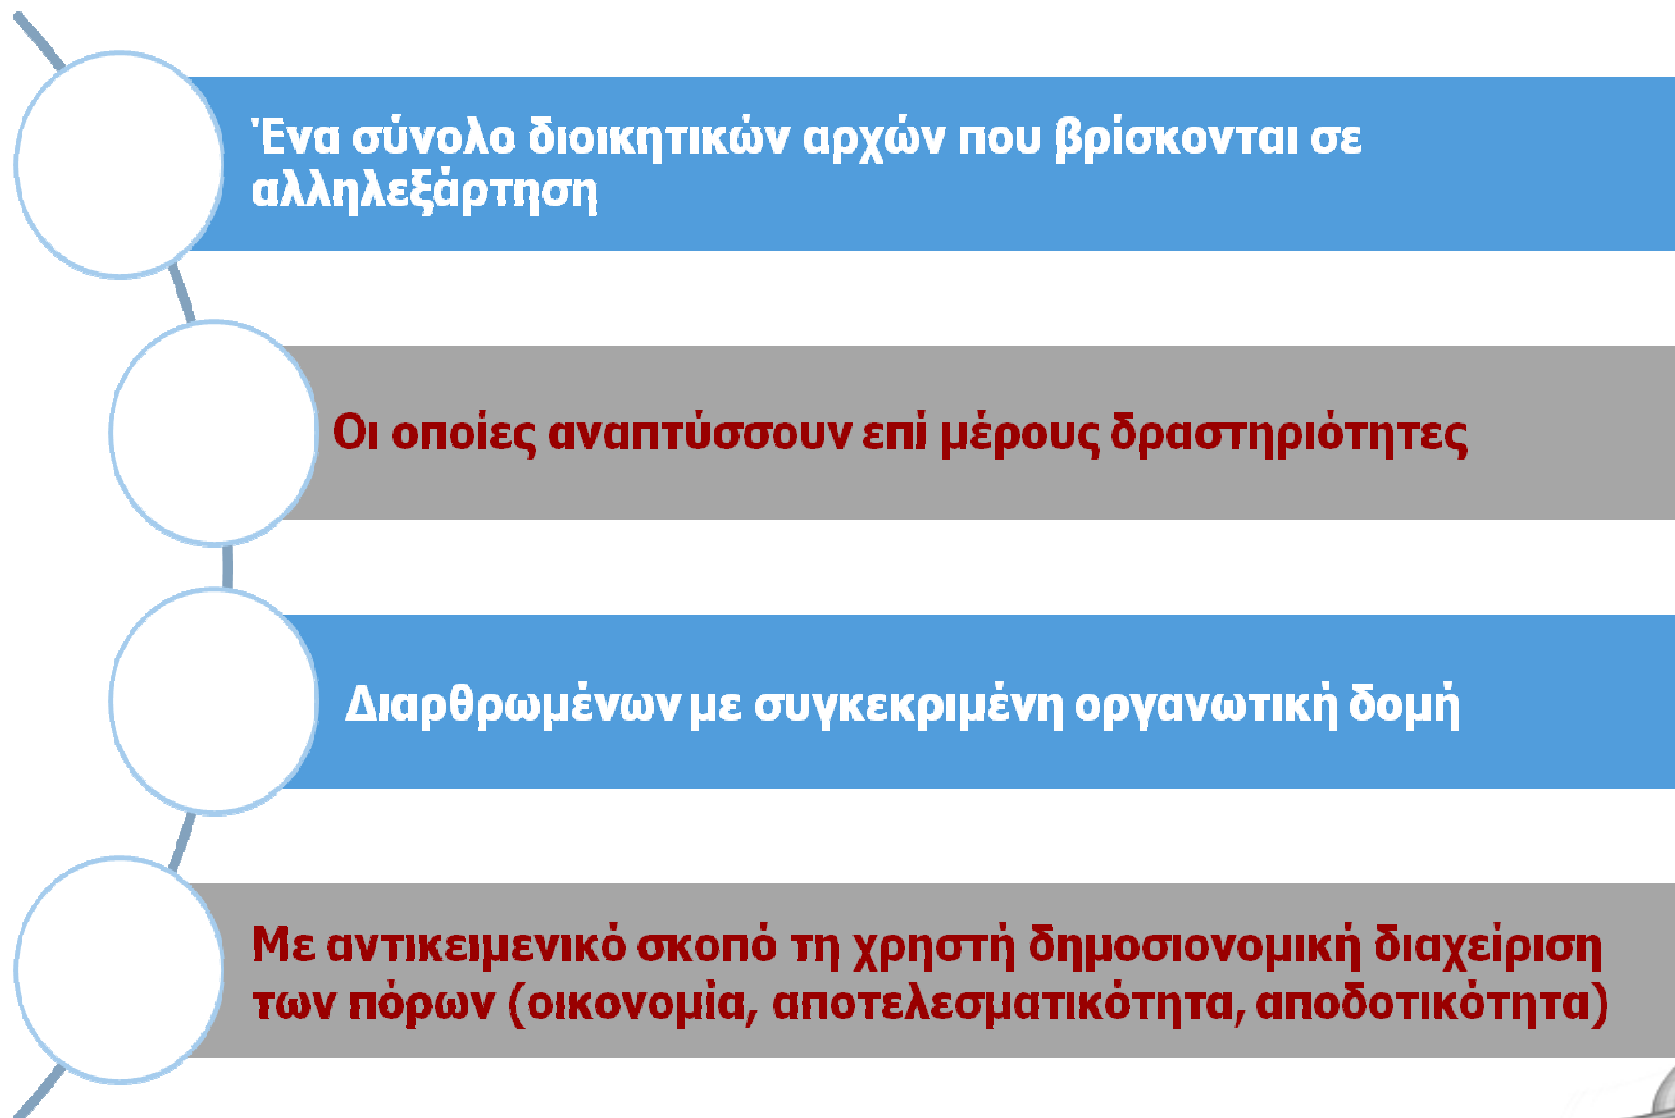 Ένα σύνολο διοικητικών αρχών που βρίσκονται σε
αλληλεξάρτηση
Οι οποίες αναπτύσσουν επί μέρους δραστηριότητες
Διαρθρωμένων με συγκεκριμένη οργανωτική δομή
Με αντικειμενικό σκοπό τη χρηστή δημοσιονομική διαχείριση
των πόρων (οικονομία, αποτελεσματικότητα, αποδοτικότητα)